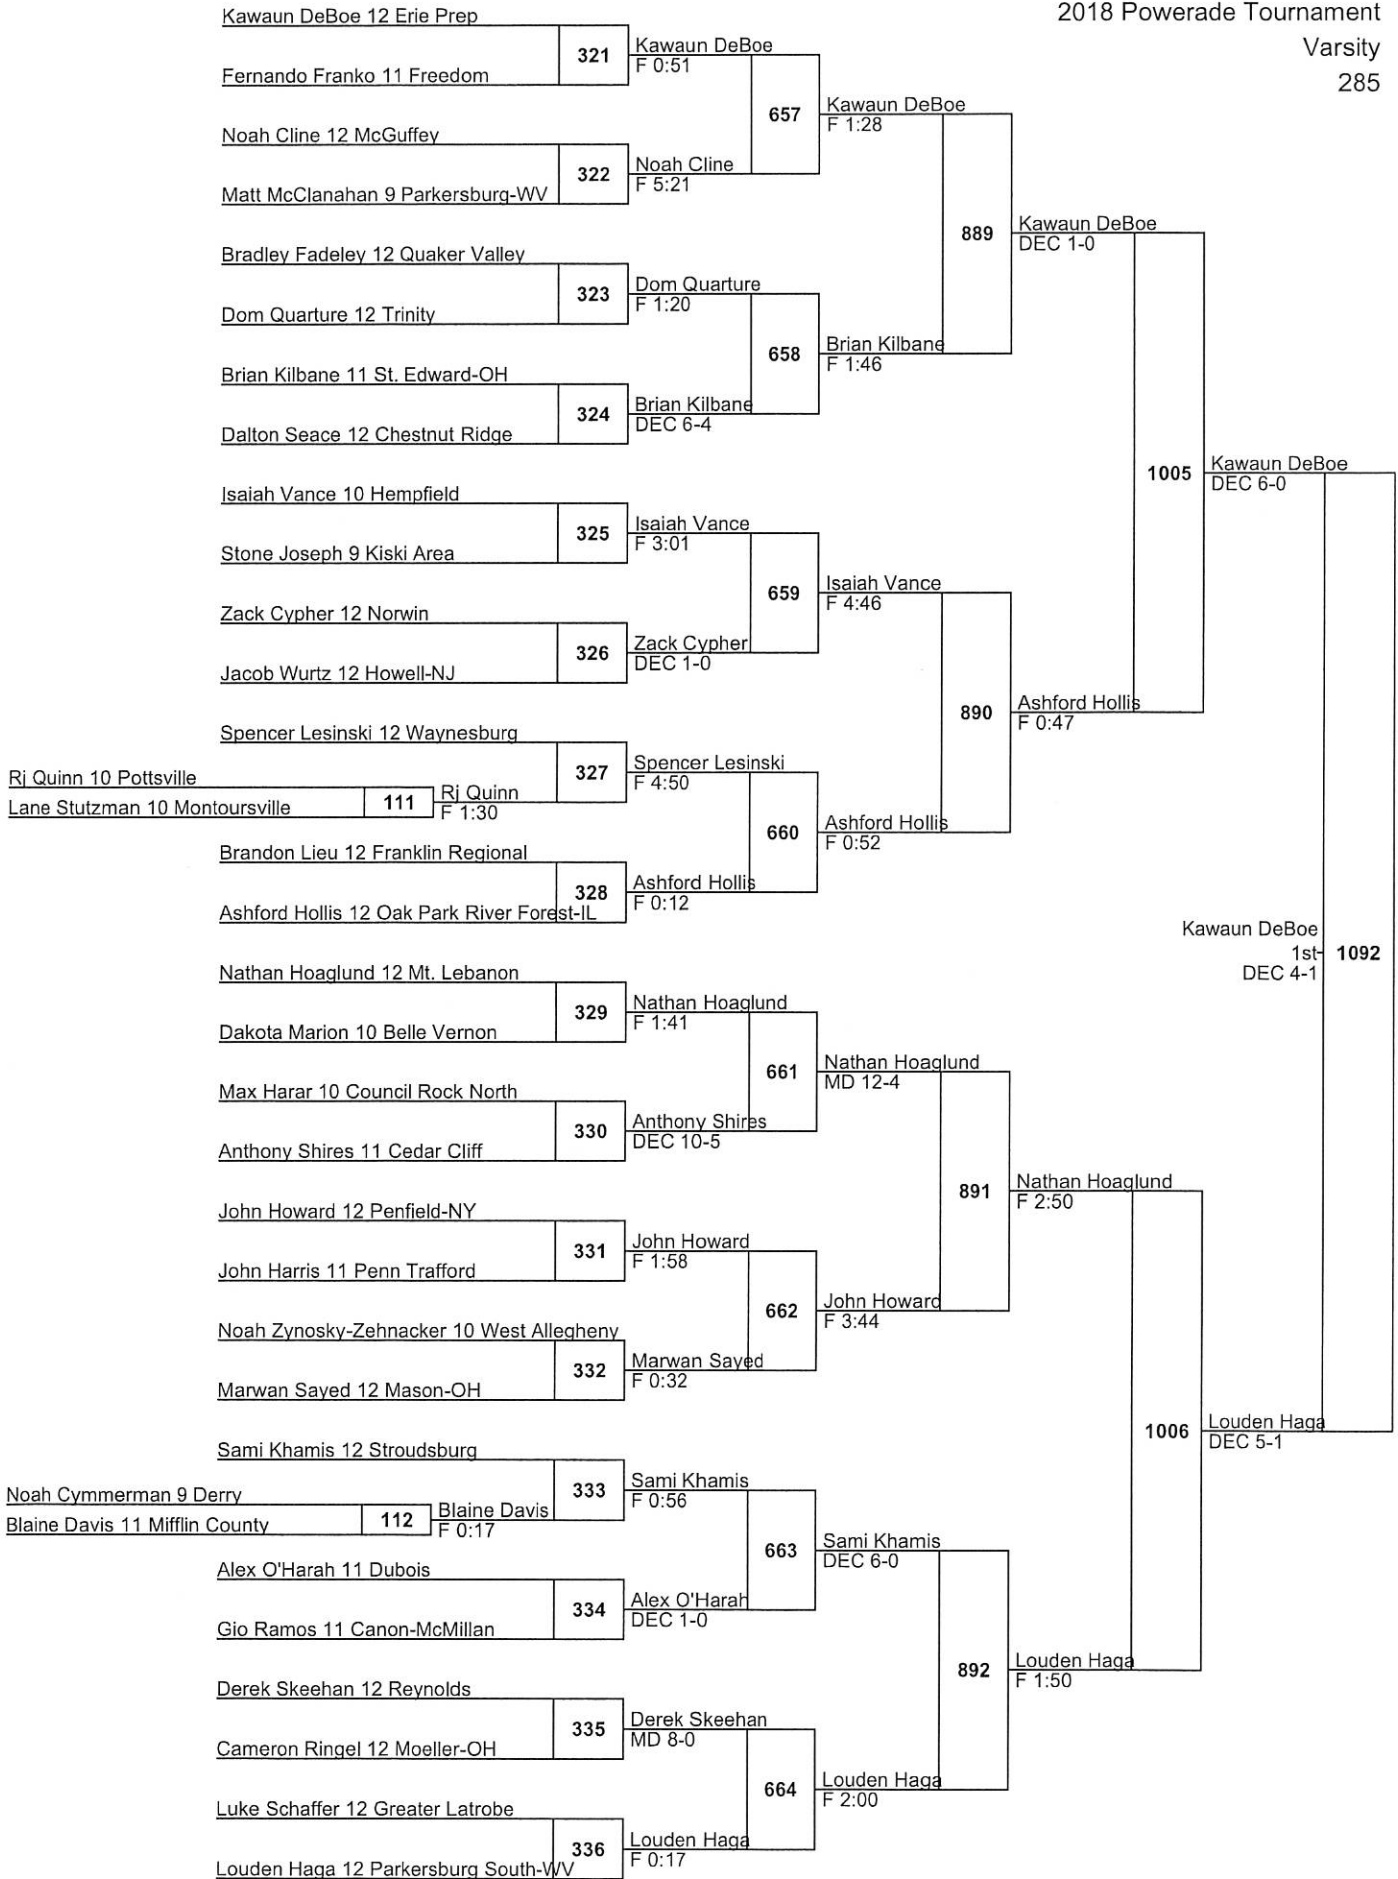 2018 Powerade Tournament
Varsity
285
Kawaun DeBoe 12 Erie Prep
321
Kawaun DeBoe
F 0:51
Fernando Franko 11 Freedom
657
Kawaun DeBoe
F 1:28
Noah Cline 12 McGuffey
322
Noah Cline
F 5:21
Matt McClanahan 9 Parkersburg-WV
889
Kawaun DeBoe
DEC 1-0
Bradley Fadeley 12 Quaker Valley
323
Dom Quarture
F 1:20
Dom Quarture 12 Trinity
658
Brian Kilbane
F 1:46
Brian Kilbane 11 St. Edward-OH
324
Brian Kilbane
DEC 6-4
Dalton Seace 12 Chestnut Ridge
1005
Kawaun DeBoe
DEC 6-0
Isaiah Vance 10 Hempfield
325
Isaiah Vance
F 3:01
Stone Joseph 9 Kiski Area
659
Isaiah Vance
F 4:46
Zack Cypher 12 Norwin
326
Zack Cypher
DEC 1-0
Jacob Wurtz 12 Howell-NJ
890
Ashford Hollis
F 0:47
Spencer Lesinski 12 Waynesburg
327
Spencer Lesinski
F 4:50
Rj Quinn 10 Pottsville
Lane Stutzman 10 Montoursville
111
Rj Quinn
F 1:30
660
Ashford Hollis
F 0:52
Brandon Lieu 12 Franklin Regional
328
Ashford Hollis
F 0:12
Ashford Hollis 12 Oak Park River Forest-IL
Kawaun DeBoe
1st
DEC 4-1
1092
Nathan Hoaglund 12 Mt. Lebanon
329
Nathan Hoaglund
F 1:41
Dakota Marion 10 Belle Vernon
661
Nathan Hoaglund
MD 12-4
Max Harar 10 Council Rock North
330
Anthony Shires
DEC 10-5
Anthony Shires 11 Cedar Cliff
891
Nathan Hoaglund
F 2:50
John Howard 12 Penfield-NY
331
John Howard
F 1:58
John Harris 11 Penn Trafford
662
John Howard
F 3:44
Noah Zynosky-Zehnacker 10 West Allegheny
332
Marwan Sayed
F 0:32
Marwan Sayed 12 Mason-OH
1006
Louden Haga
DEC 5-1
Sami Khamis 12 Stroudsburg
333
Sami Khamis
F 0:56
Noah Cymmerman 9 Derry
Blaine Davis 11 Mifflin County
112
Blaine Davis
F 0:17
663
Sami Khamis
DEC 6-0
Alex O'Harah 11 Dubois
334
Alex O'Harah
DEC 1-0
Gio Ramos 11 Canon-McMillan
892
Louden Haga
F 1:50
Derek Skeehan 12 Reynolds
335
Derek Skeehan
MD 8-0
Cameron Ringel 12 Moeller-OH
664
Louden Haga
F 2:00
Luke Schaffer 12 Greater Latrobe
336
Louden Haga
F 0:17
Louden Haga 12 Parkersburg South-WV